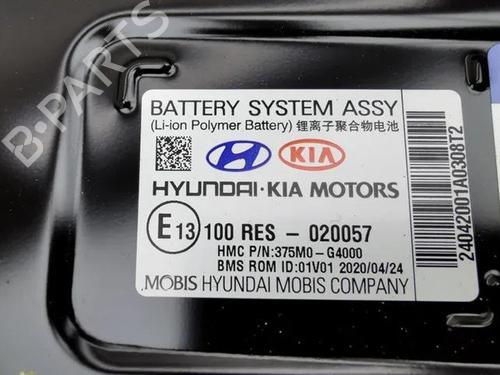 B-PARTS
BATTERY SYSTEM ASSY
(Li-ion Polymer Battery) 锂离子聚合物电池
KIA
HYUNDAI·KIA MOTORS
E13 100 RES - 020057
HMC P/N:375M0-G4000
BMS ROM ID:01V01 2020/04/24
MOBIS HYUNDAI MOBIS COMPANY
24042001A0308T2